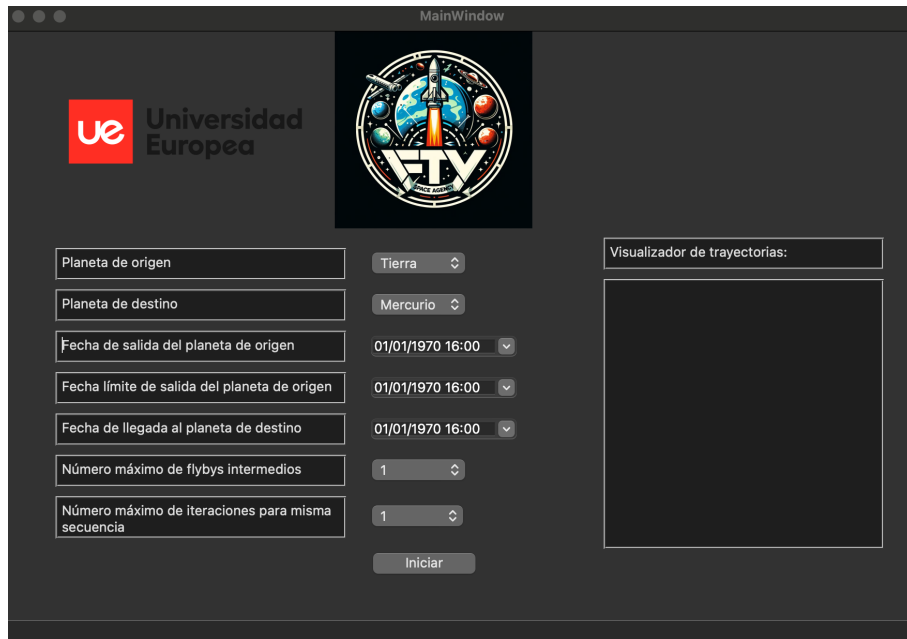 MainWindow
ue Universidad
Europea
FTY
SPACE AGENCY
Planeta de origen
Tierra
Visualizador de trayectorias:
Planeta de destino
Mercurio
Fecha de salida del planeta de origen
01/01/1970 16:00
Fecha límite de salida del planeta de origen
01/01/1970 16:00
Fecha de llegada al planeta de destino
01/01/1970 16:00
Número máximo de flybys intermedios
1
Número máximo de iteraciones para misma
secuencia
1
Iniciar